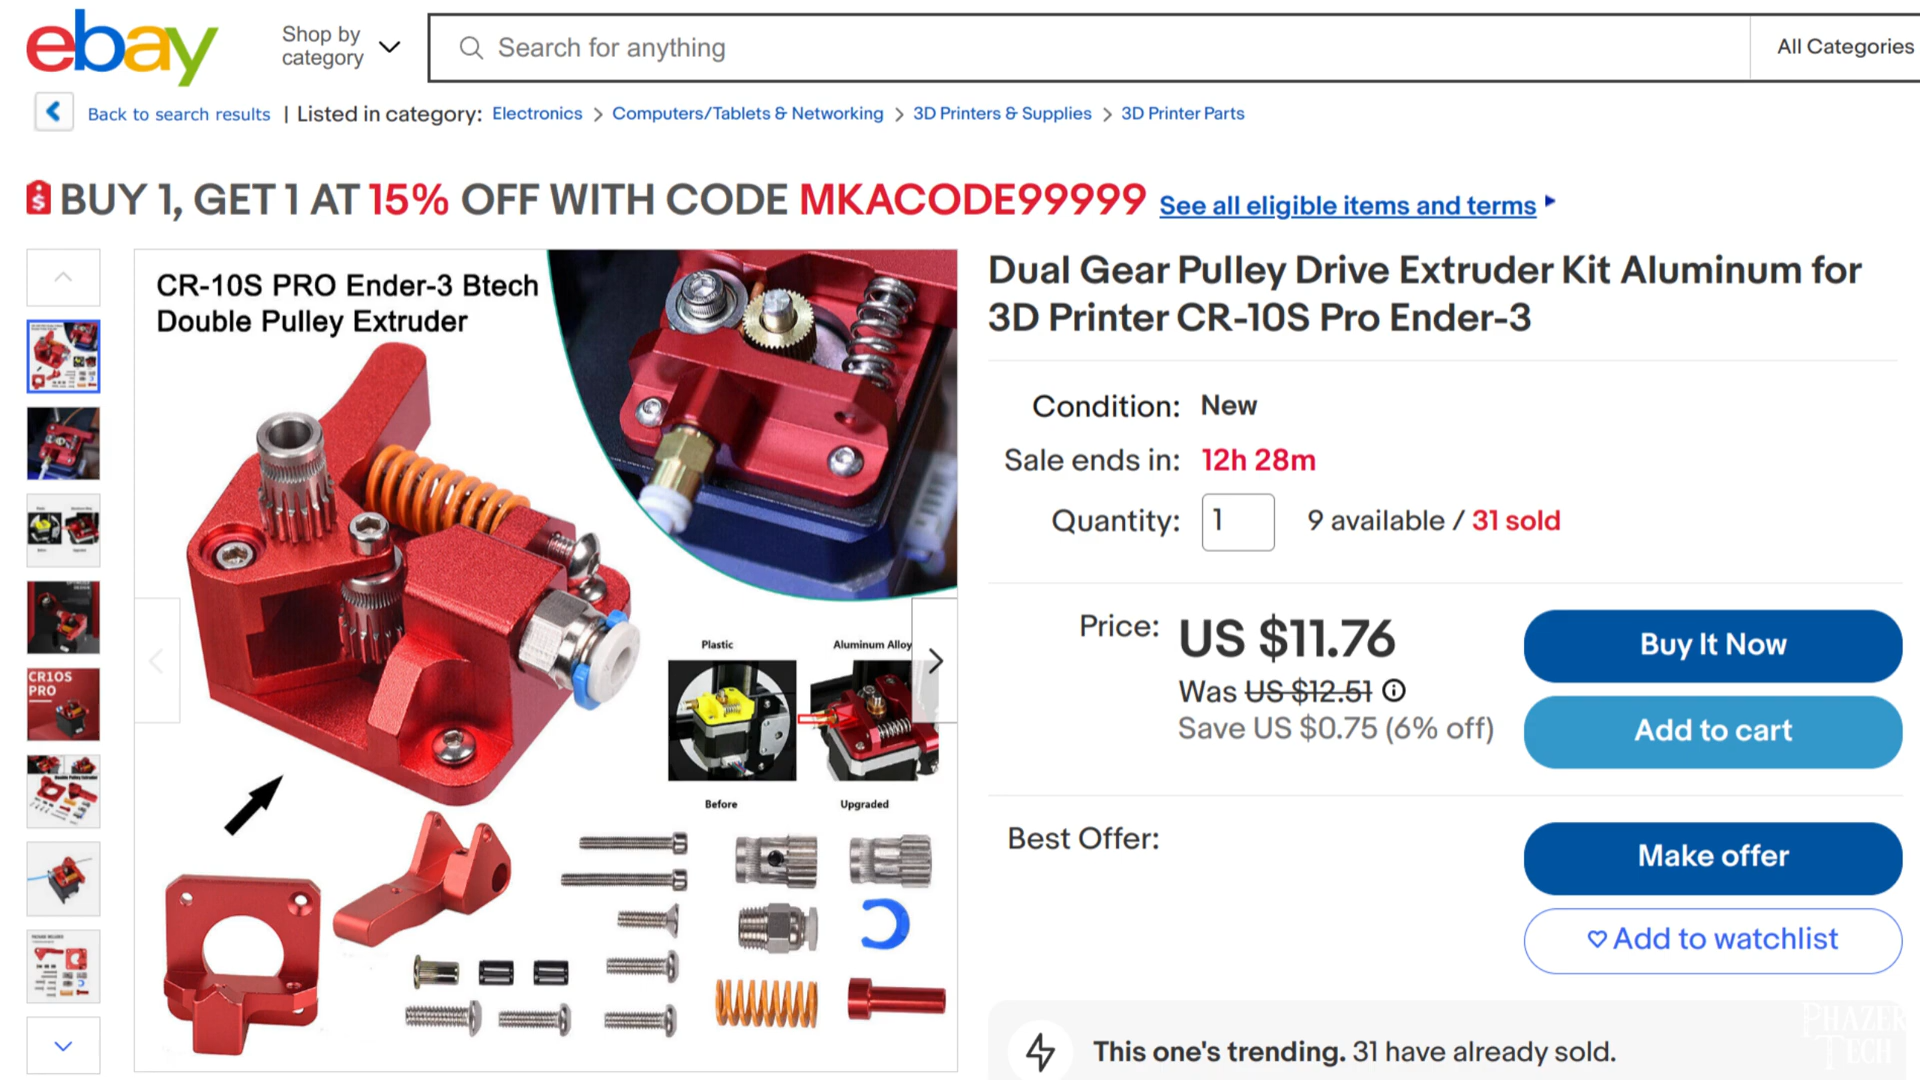 ebay
Shop by
category
Search for anything
All Categories
Back to search results | Listed in category: Electronics > Computers/Tablets & Networking > 3D Printers & Supplies > 3D Printer Parts
BUY 1, GET 1 AT 15% OFF WITH CODE MKACODE99999 See all eligible items and terms
CR-10S PRO Ender-3 Btech
Double Pulley Extruder
Plastic
Aluminum Alloy
Before
Upgraded
CR10S
PRO
Dual Gear Pulley Drive Extruder Kit Aluminum for
3D Printer CR-10S Pro Ender-3
Condition: New
Sale ends in: 12h 28m
Quantity: 1 9 available / 31 sold
Price: US $11.76
Was US $12.51
Save US $0.75 (6% off)
Buy It Now
Add to cart
Best Offer:
Make offer
Add to watchlist
This one's trending. 31 have already sold.
PHAZER
TECH